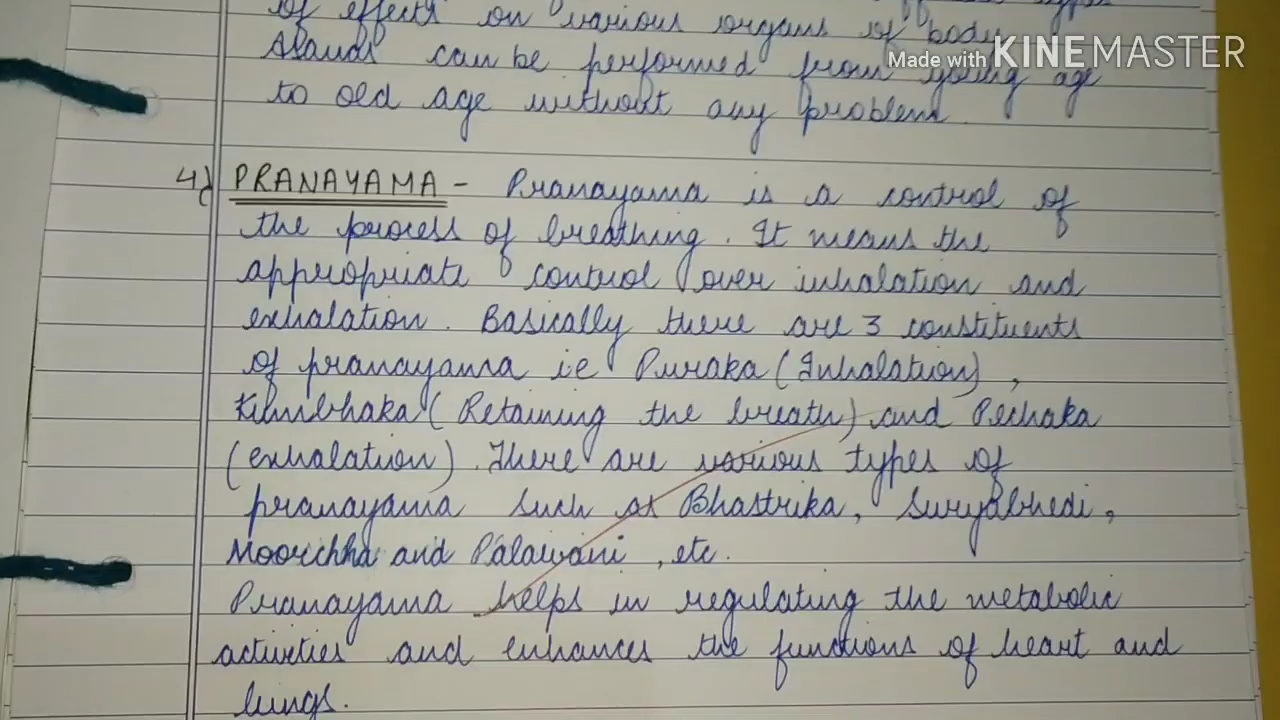 of effects on various organs of body
Made with KINEMASTER
Asanas can be performed from young age
to old age without any problem.
4) PRANAYAMA - Pranayama is a control of
the process of breathing. It means the
appropriate control over inhalation and
exhalation. Basically there are 3 constituents
of pranayama i.e Puraka (Inhalation),
Kumbhaka (Retaining the breath) and Rechaka
(exhalation). There are various types of
pranayama such as Bhastrika, Suryabhedi,
Moorchha and Palawani, etc.
Pranayama helps in regulating the metabolic
activities and enhances the functions of heart and
lungs.